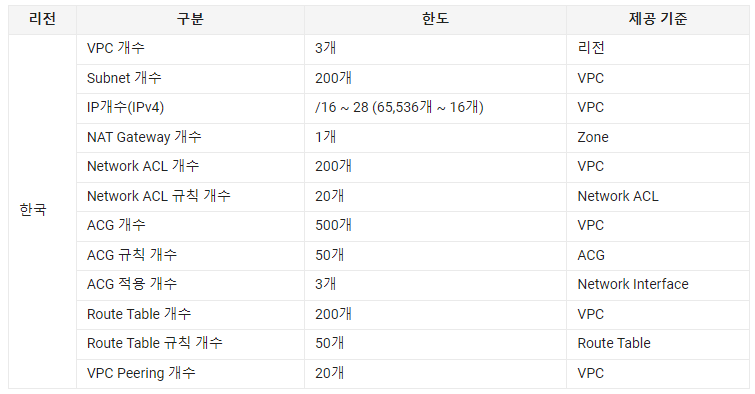 리전 구분 한도 제공 기준
VPC 개수 3개 리전
Subnet 개수 200개 VPC
IP개수(IPv4) /16 ~ 28 (65,536개 ~ 16개) VPC
NAT Gateway 개수 1개 Zone
Network ACL 개수 200개 VPC
Network ACL 규칙 개수 20개 Network ACL
한국
ACG 개수 500개 VPC
ACG 규칙 개수 50개 ACG
ACG 적용 개수 3개 Network Interface
Route Table 개수 200개 VPC
Route Table 규칙 개수 50개 Route Table
VPC Peering 개수 20개 VPC